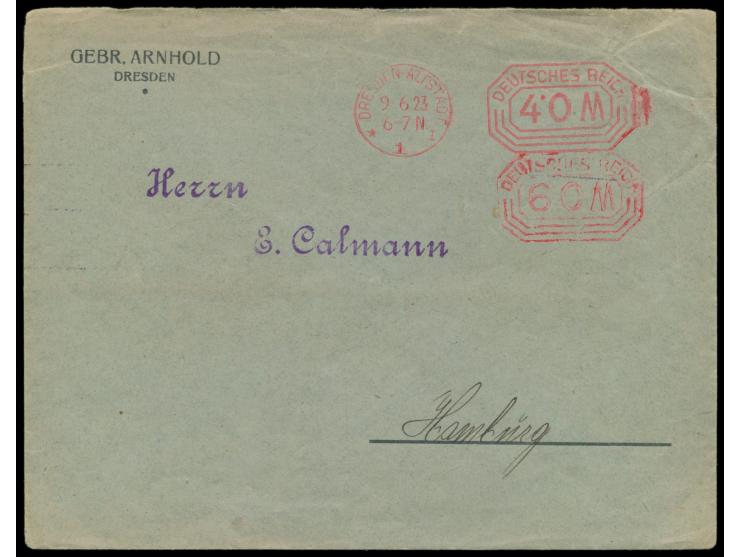 GEBR. ARNHOLD
DRESDEN
DRESDEN-ALTSTADT
9 6 23
6-7 N
1
DEUTSCHES REICH
40 M
DEUTSCHES REICH
60 M
Herrn
E. Calmann
Hamburg